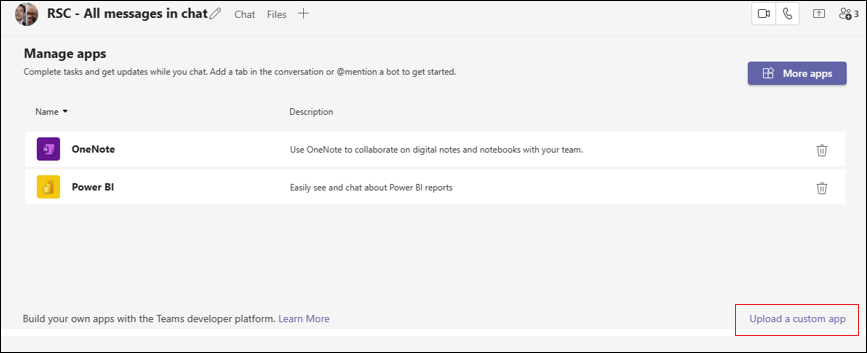 RSC - All messages in chat Chat Files 3
Manage apps
Complete tasks and get updates while you chat. Add a tab in the conversation or @mention a bot to get started.
More apps
Name Description
OneNote Use OneNote to collaborate on digital notes and notebooks with your team.
Power BI Easily see and chat about Power BI reports
Build your own apps with the Teams developer platform. Learn More Upload a custom app